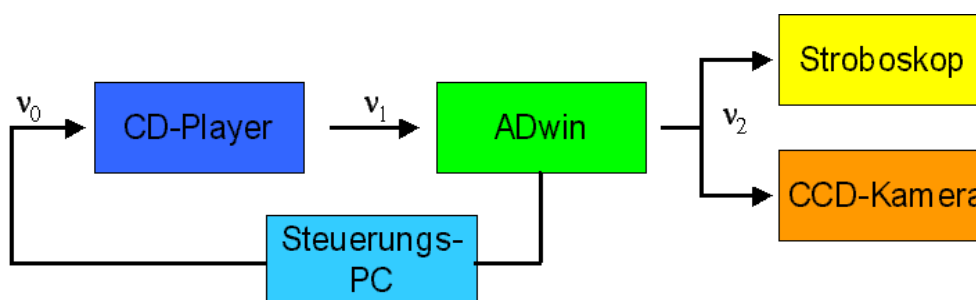 Stroboskop
ν0
CD-Player
ν1
ADwin
ν2
CCD-Kamera
Steuerungs-
PC